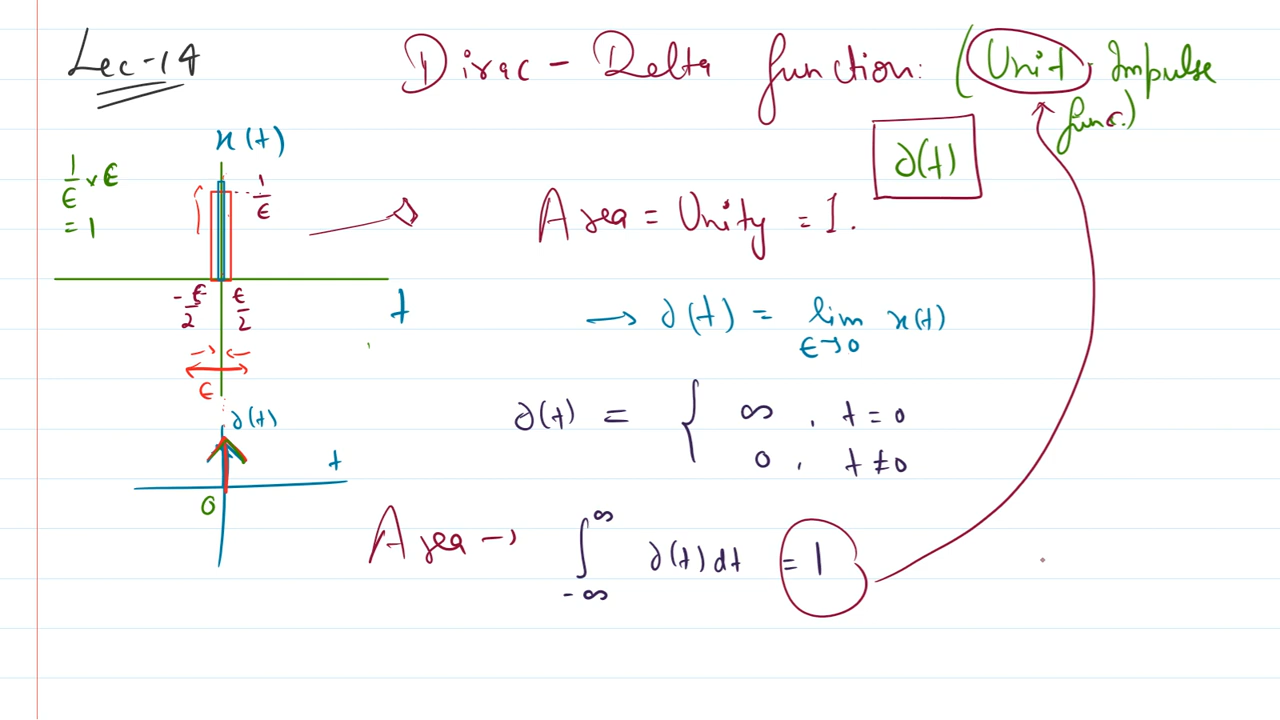 Lec-14
Dirac-Delta function: (Unit Impulse func.)
∂(t)
x(t)
1/ε × ε
= 1
1/ε
Area = Unity = 1.
-ε/2 ε/2
t
→ ∂(t) = lim x(t)
ε→0
ε
∂(t)
∂(t) = { ∞ , t = 0
0 , t ≠ 0
t
0
Area → ∫_{-∞}^{∞} ∂(t) dt = 1